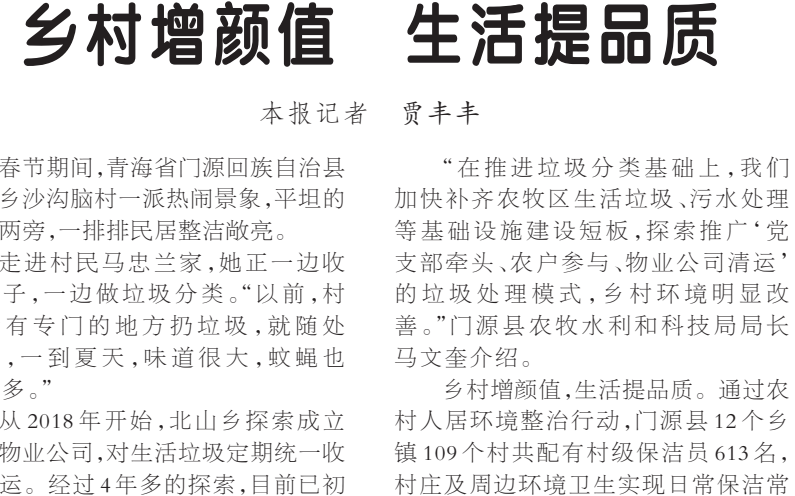 乡村增颜值 生活提品质
本报记者 贾丰丰
春节期间,青海省门源回族自治县
乡沙沟脑村一派热闹景象,平坦的
两旁,一排排民居整洁敞亮。
走进村民马忠兰家,她正一边收
子,一边做垃圾分类。“以前,村
有专门的地方扔垃圾,就随处
,一到夏天,味道很大,蚊蝇也
多。”
从2018年开始,北山乡探索成立
物业公司,对生活垃圾定期统一收
运。经过4年多的探索,目前已初
“在推进垃圾分类基础上,我们
加快补齐农牧区生活垃圾、污水处理
等基础设施建设短板,探索推广‘党
支部牵头、农户参与、物业公司清运’
的垃圾处理模式,乡村环境明显改
善。”门源县农牧水利和科技局局长
马文奎介绍。
乡村增颜值,生活提品质。通过农
村人居环境整治行动,门源县12个乡
镇109个村共配有村级保洁员613名,
村庄及周边环境卫生实现日常保洁常